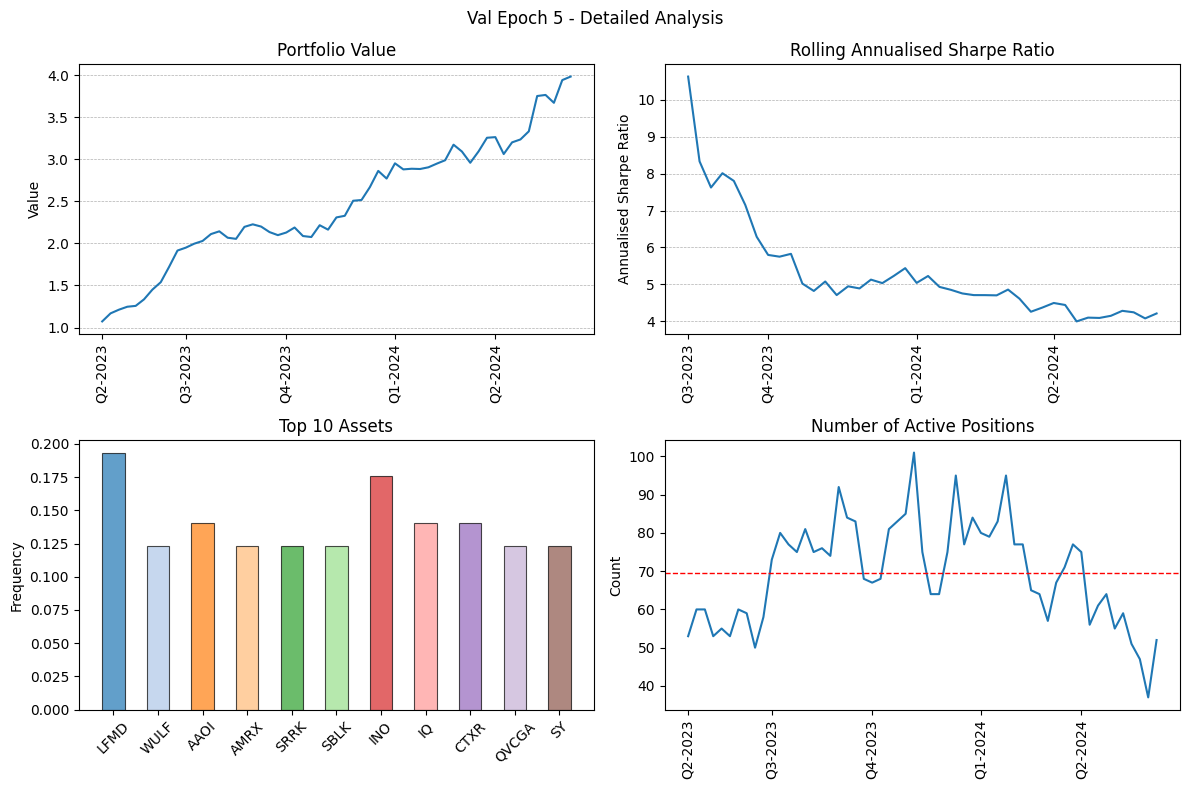 Val Epoch 5 - Detailed Analysis
Portfolio Value
Value
4.0
3.5
3.0
2.5
2.0
1.5
1.0
Q2-2023
Q3-2023
Q4-2023
Q1-2024
Q2-2024
Rolling Annualised Sharpe Ratio
Annualised Sharpe Ratio
10
9
8
7
6
5
4
Q3-2023
Q4-2023
Q1-2024
Q2-2024
Top 10 Assets
Frequency
0.200
0.175
0.150
0.125
0.100
0.075
0.050
0.025
0.000
LFMD
WULF
AAOI
AMRX
SRRK
SBLK
INO
IQ
CTXR
QVCGA
SY
Number of Active Positions
Count
100
90
80
70
60
50
40
Q2-2023
Q3-2023
Q4-2023
Q1-2024
Q2-2024